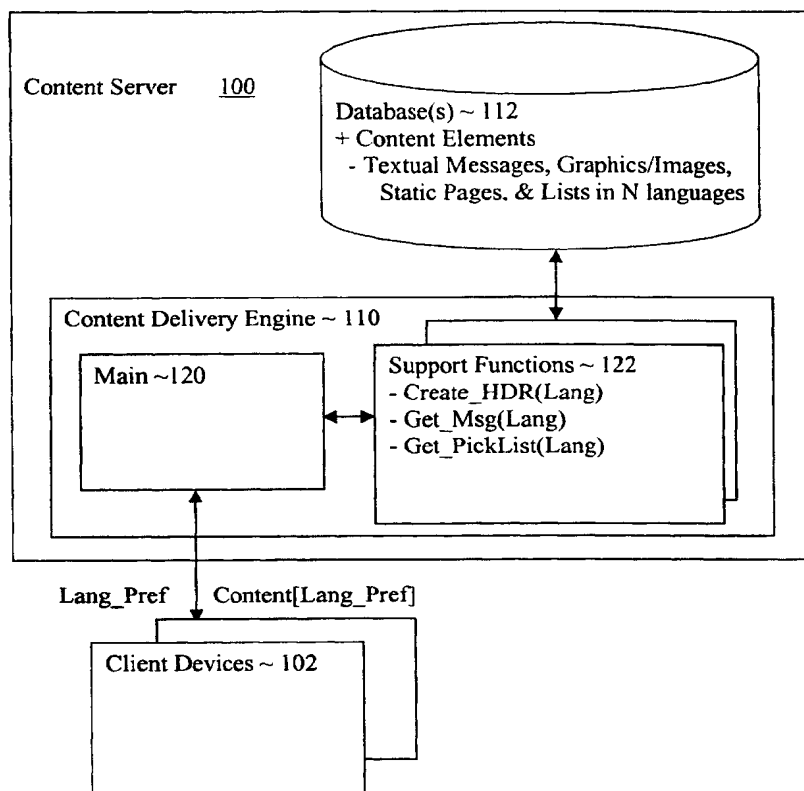 Content Server 100
Database(s) ~ 112
+ Content Elements
- Textual Messages, Graphics/Images,
Static Pages, & Lists in N languages
Content Delivery Engine ~ 110
Main ~120
Support Functions ~ 122
- Create_HDR(Lang)
- Get_Msg(Lang)
- Get_PickList(Lang)
Lang_Pref Content[Lang_Pref]
Client Devices ~ 102